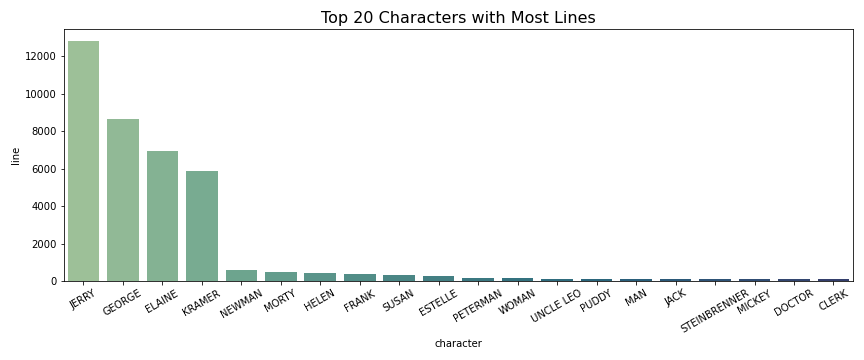 Top 20 Characters with Most Lines
line
12000
10000
8000
6000
4000
2000
0
JERRY
GEORGE
ELAINE
KRAMER
NEWMAN
MORTY
HELEN
FRANK
SUSAN
ESTELLE
PETERMAN
WOMAN
UNCLE LEO
PUDDY
MAN
JACK
STEINBRENNER
MICKEY
DOCTOR
CLERK
character